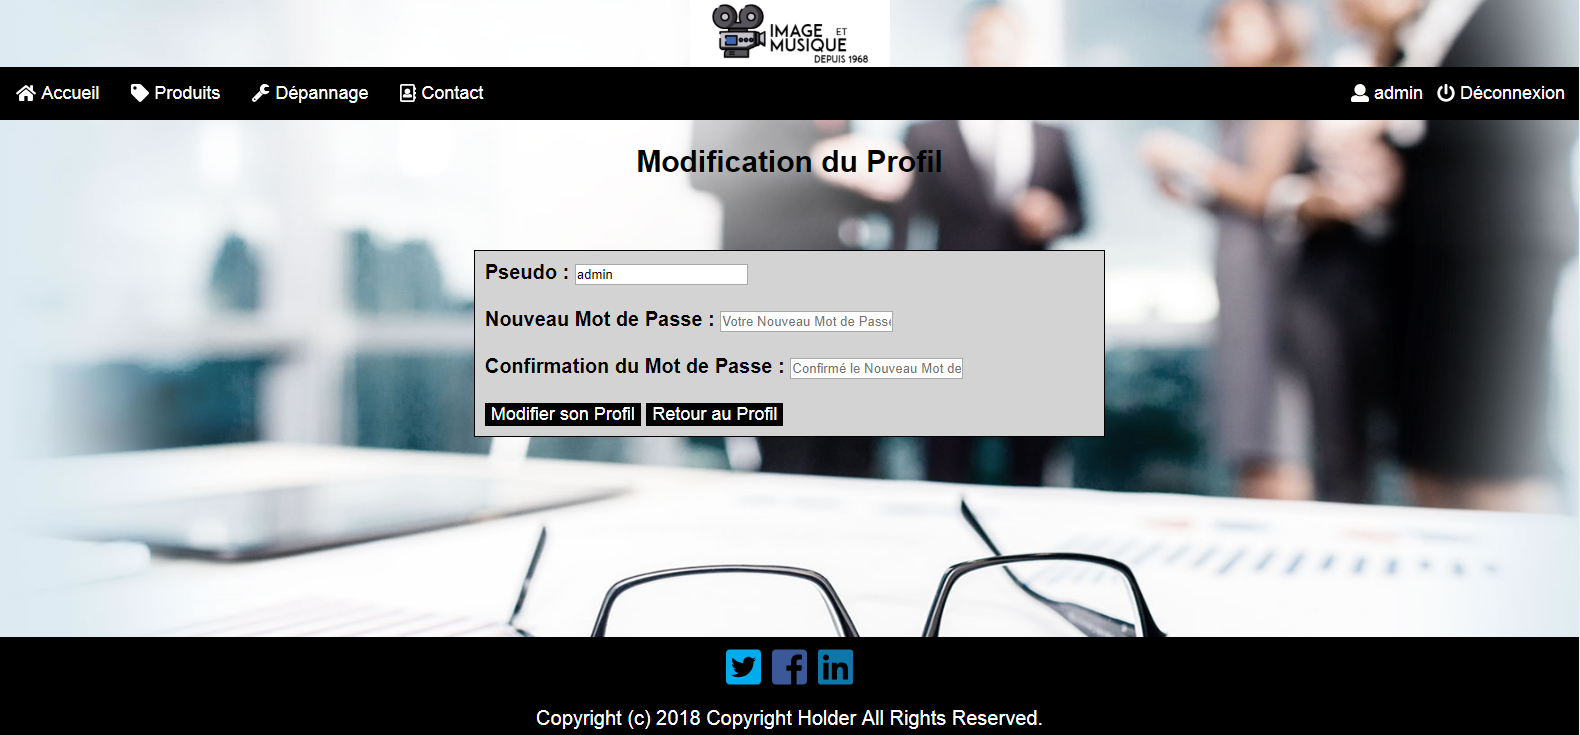 IMAGE ET
MUSIQUE
DEPUIS 1968
Accueil Produits Dépannage Contact admin Déconnexion
Modification du Profil
Pseudo : admin
Nouveau Mot de Passe : Votre Nouveau Mot de Passe
Confirmation du Mot de Passe : Confirmé le Nouveau Mot de
Modifier son Profil Retour au Profil
Copyright (c) 2018 Copyright Holder All Rights Reserved.